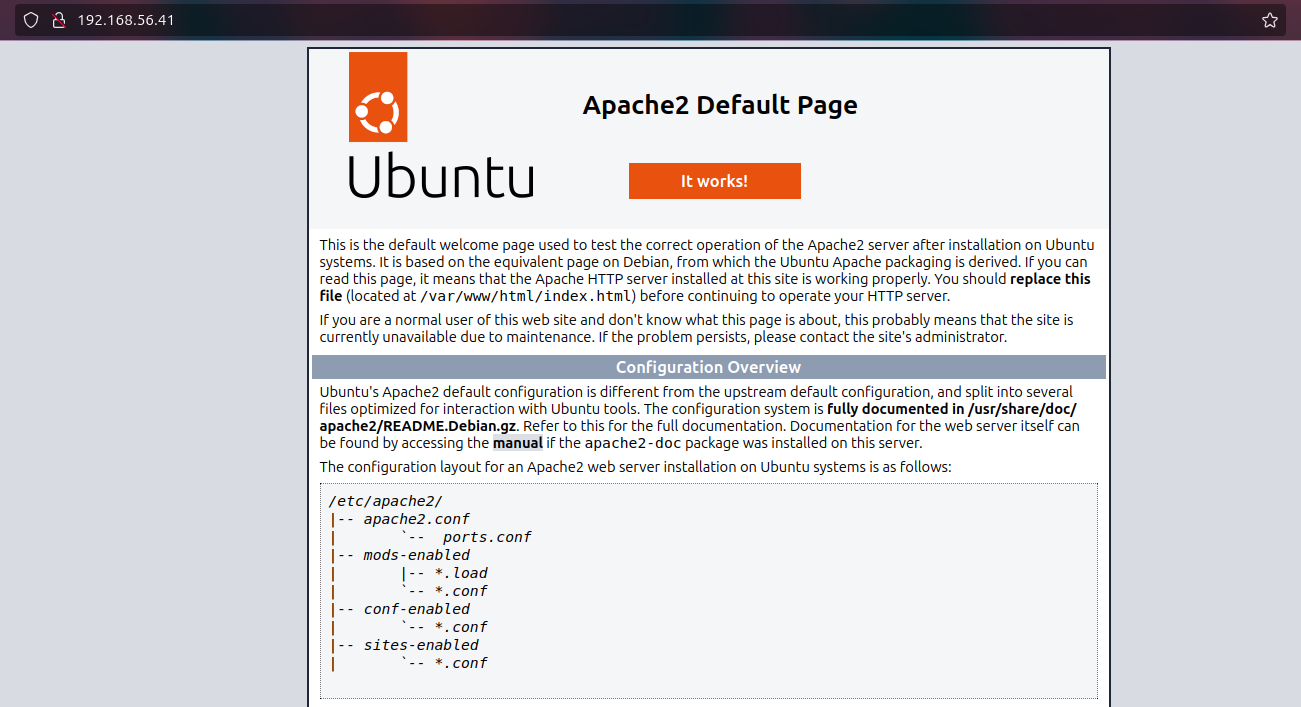 192.168.56.41
Apache2 Default Page
Ubuntu
It works!
This is the default welcome page used to test the correct operation of the Apache2 server after installation on Ubuntu
systems. It is based on the equivalent page on Debian, from which the Ubuntu Apache packaging is derived. If you can
read this page, it means that the Apache HTTP server installed at this site is working properly. You should replace this
file (located at /var/www/html/index.html) before continuing to operate your HTTP server.
If you are a normal user of this web site and don't know what this page is about, this probably means that the site is
currently unavailable due to maintenance. If the problem persists, please contact the site's administrator.
Configuration Overview
Ubuntu's Apache2 default configuration is different from the upstream default configuration, and split into several
files optimized for interaction with Ubuntu tools. The configuration system is fully documented in /usr/share/doc/
apache2/README.Debian.gz. Refer to this for the full documentation. Documentation for the web server itself can
be found by accessing the manual if the apache2-doc package was installed on this server.
The configuration layout for an Apache2 web server installation on Ubuntu systems is as follows:
/etc/apache2/
|-- apache2.conf
|       `--  ports.conf
|-- mods-enabled
|       |-- *.load
|       `-- *.conf
|-- conf-enabled
|       `-- *.conf
|-- sites-enabled
|       `-- *.conf